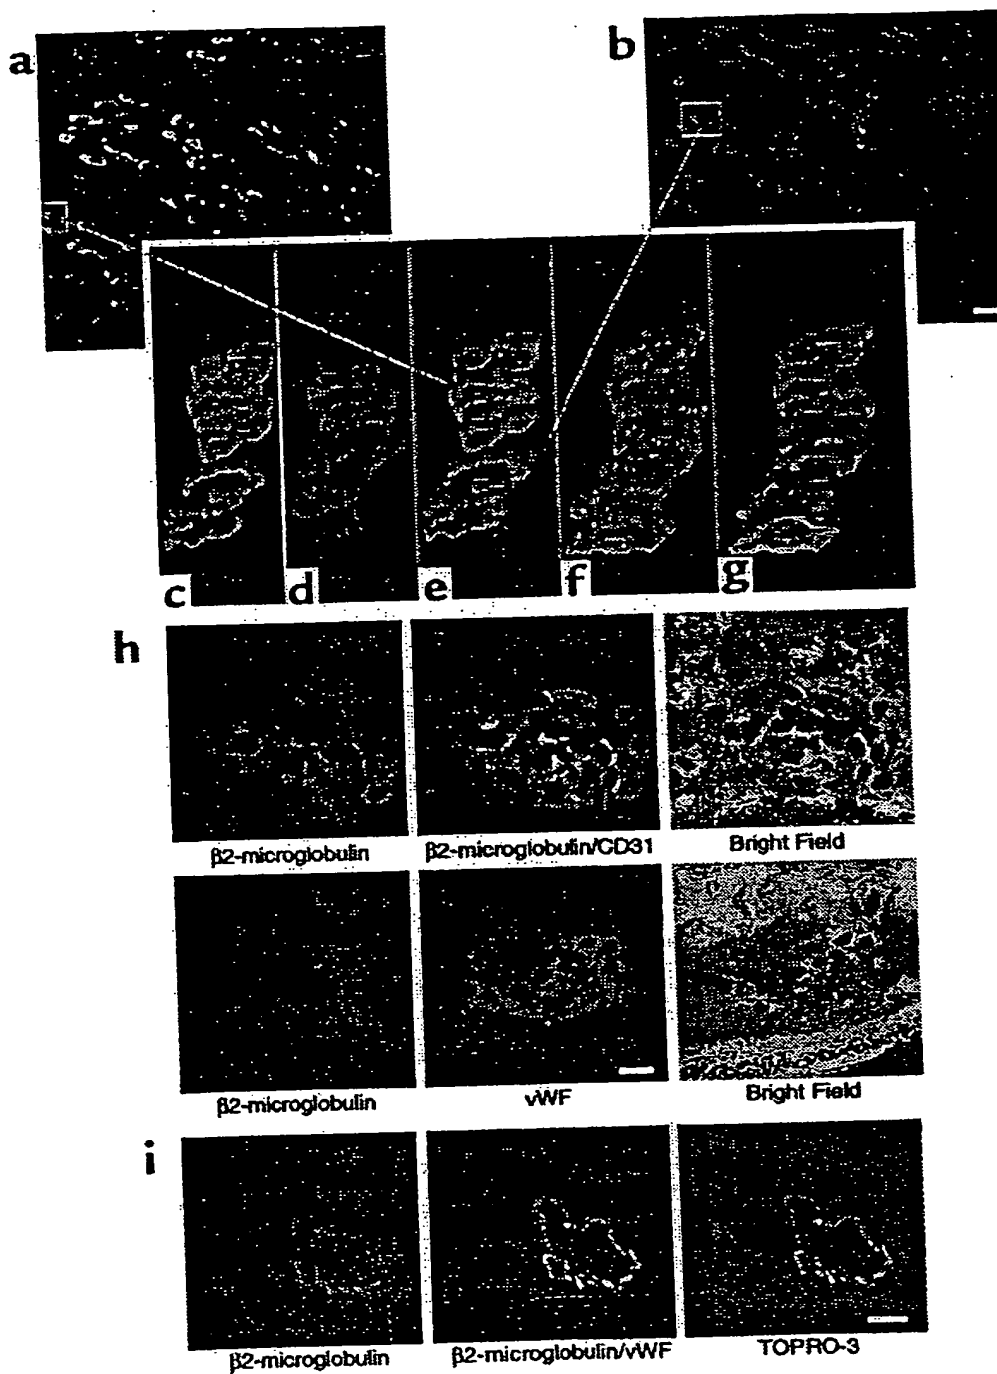 a
b
c
d
e
f
g
h
β2-microglobulin
β2-microglobulin/CD31
Bright Field
β2-microglobulin
vWF
Bright Field
i
β2-microglobulin
β2-microglobulin/vWF
TOPRO-3